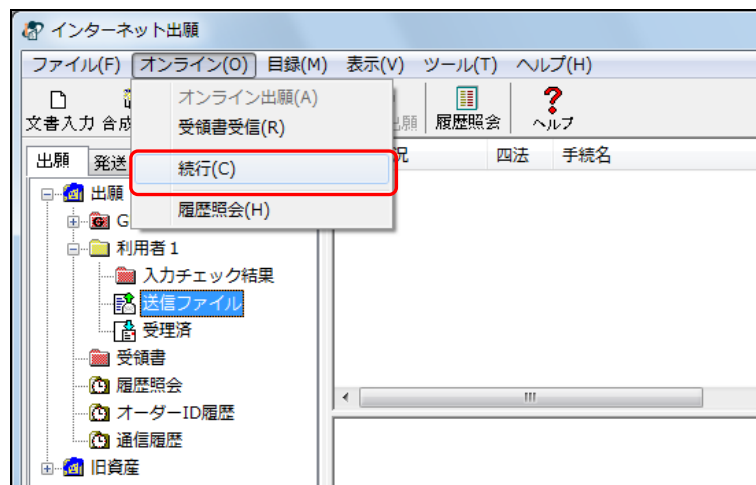 インターネット出願
ファイル(F) オンライン(O) 目録(M) 表示(V) ツール(T) ヘルプ(H)
文書入力 合成 出願 履歴照会 ヘルプ
オンライン出願(A)
受領書受信(R)
続行(C)
履歴照会(H)
出願 発送 況 四法 手続名
出願
G
利用者1
入力チェック結果
送信ファイル
受理済
受領書
履歴照会
オーダーID履歴
通信履歴
旧資産